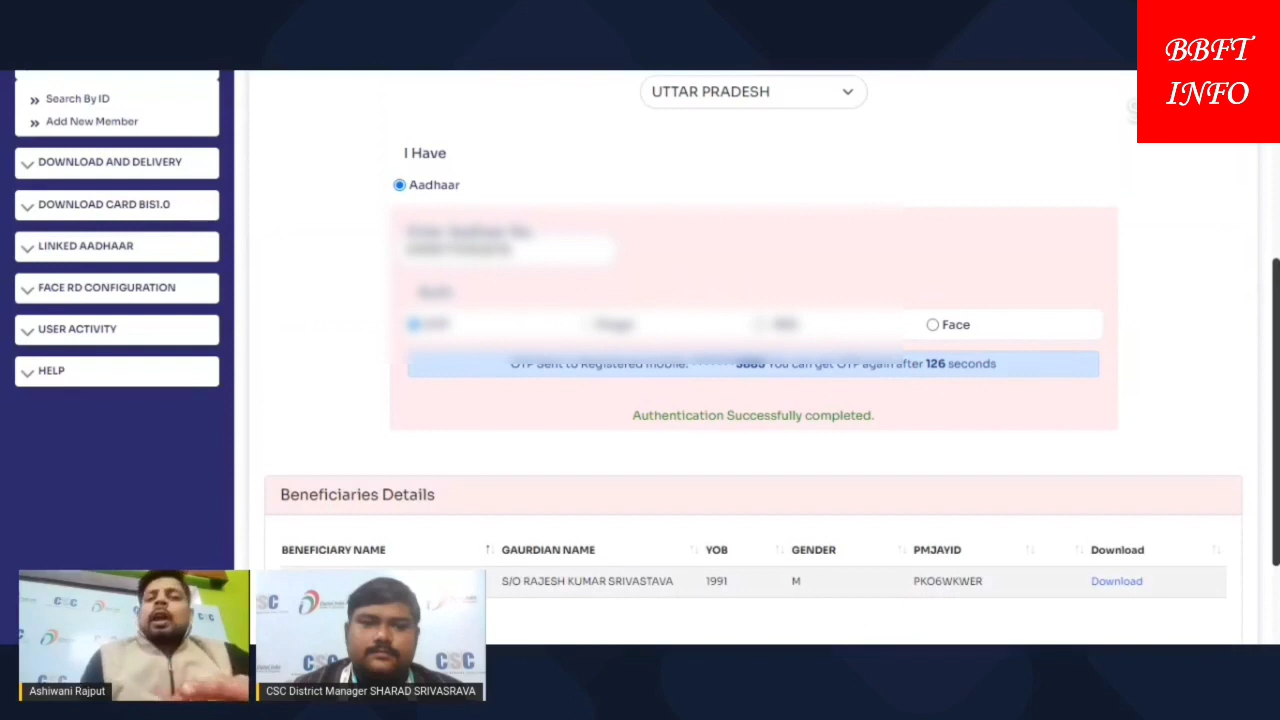 BBFT
INFO
Search By ID
Add New Member
DOWNLOAD AND DELIVERY
DOWNLOAD CARD BIS1.0
LINKED AADHAAR
FACE RD CONFIGURATION
USER ACTIVITY
HELP
UTTAR PRADESH
I Have
Aadhaar
Face
OTP Sent to Registered mobile: You can get OTP again after 126 seconds
Authentication Successfully completed.
Beneficiaries Details
BENEFICIARY NAME GAURDIAN NAME YOB GENDER PMJAYID Download
S/O RAJESH KUMAR SRIVASTAVA 1991 M PKO6WKWER Download
CSC
CSC
CSC
Ashiwani Rajput
CSC District Manager SHARAD SRIVASRAVA